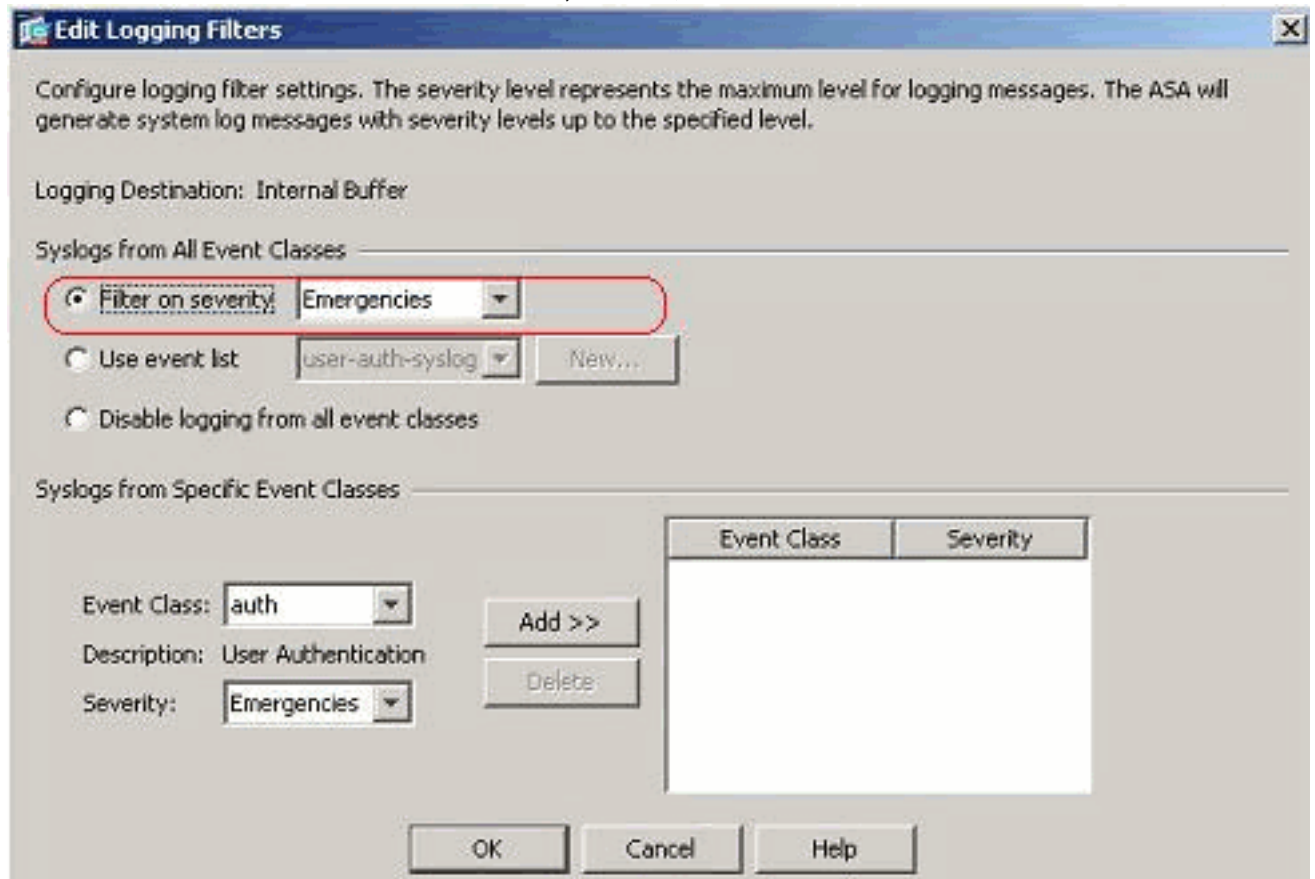 Edit Logging Filters
Configure logging filter settings. The severity level represents the maximum level for logging messages. The ASA will
generate system log messages with severity levels up to the specified level.
Logging Destination: Internal Buffer
Syslogs from All Event Classes
Filter on severity Emergencies
Use event list user-auth-syslog New...
Disable logging from all event classes
Syslogs from Specific Event Classes
Event Class Severity
Event Class: auth
Add >>
Description: User Authentication
Delete
Severity: Emergencies
OK Cancel Help